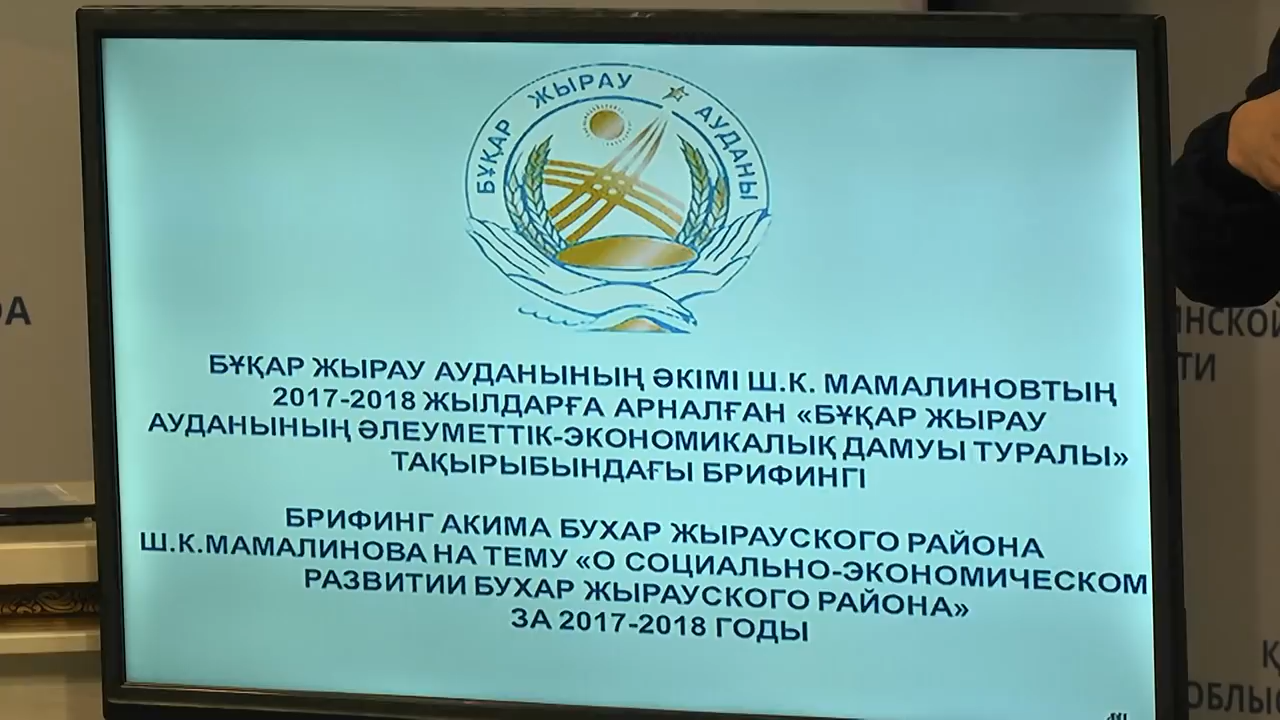 БҰҚАР ЖЫРАУ АУДАНЫ
БҰҚАР ЖЫРАУ АУДАНЫНЫҢ ӘКІМІ Ш.К. МАМАЛИНОВТЫҢ
2017-2018 ЖЫЛДАРҒА АРНАЛҒАН «БҰҚАР ЖЫРАУ
АУДАНЫНЫҢ ӘЛЕУМЕТТІК-ЭКОНОМИКАЛЫҚ ДАМУЫ ТУРАЛЫ»
ТАҚЫРЫБЫНДАҒЫ БРИФИНГІ
БРИФИНГ АКИМА БУХАР ЖЫРАУСКОГО РАЙОНА
Ш.К.МАМАЛИНОВА НА ТЕМУ «О СОЦИАЛЬНО-ЭКОНОМИЧЕСКОМ
РАЗВИТИИ БУХАР ЖЫРАУСКОГО РАЙОНА»
ЗА 2017-2018 ГОДЫ